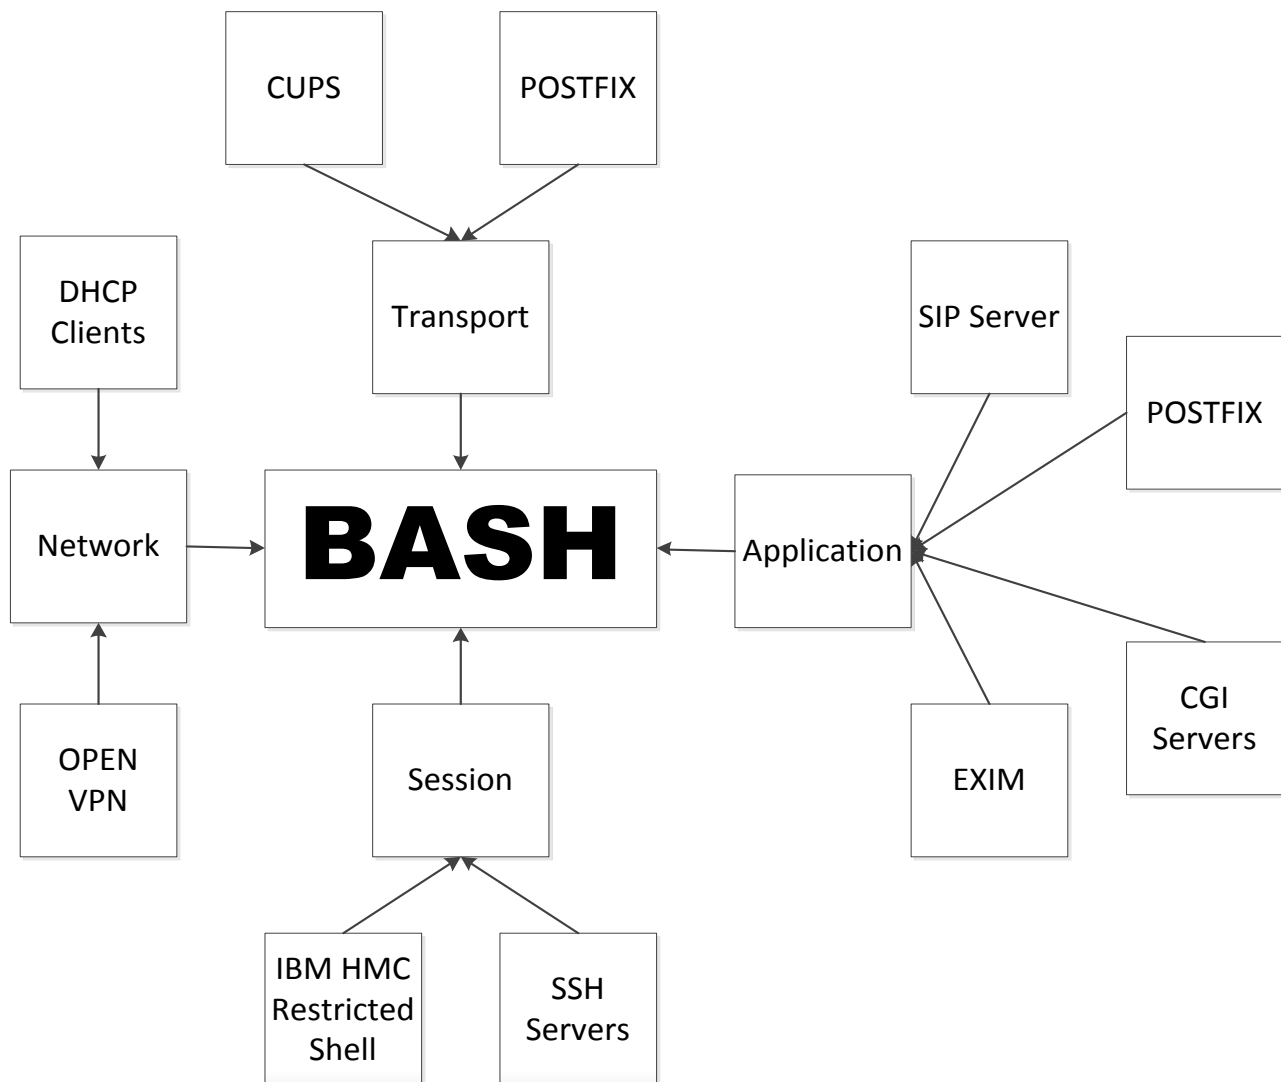 CUPS
POSTFIX
DHCP
Clients
Transport
SIP Server
POSTFIX
Network
BASH
Application
OPEN
VPN
Session
EXIM
CGI
Servers
IBM HMC
Restricted
Shell
SSH
Servers